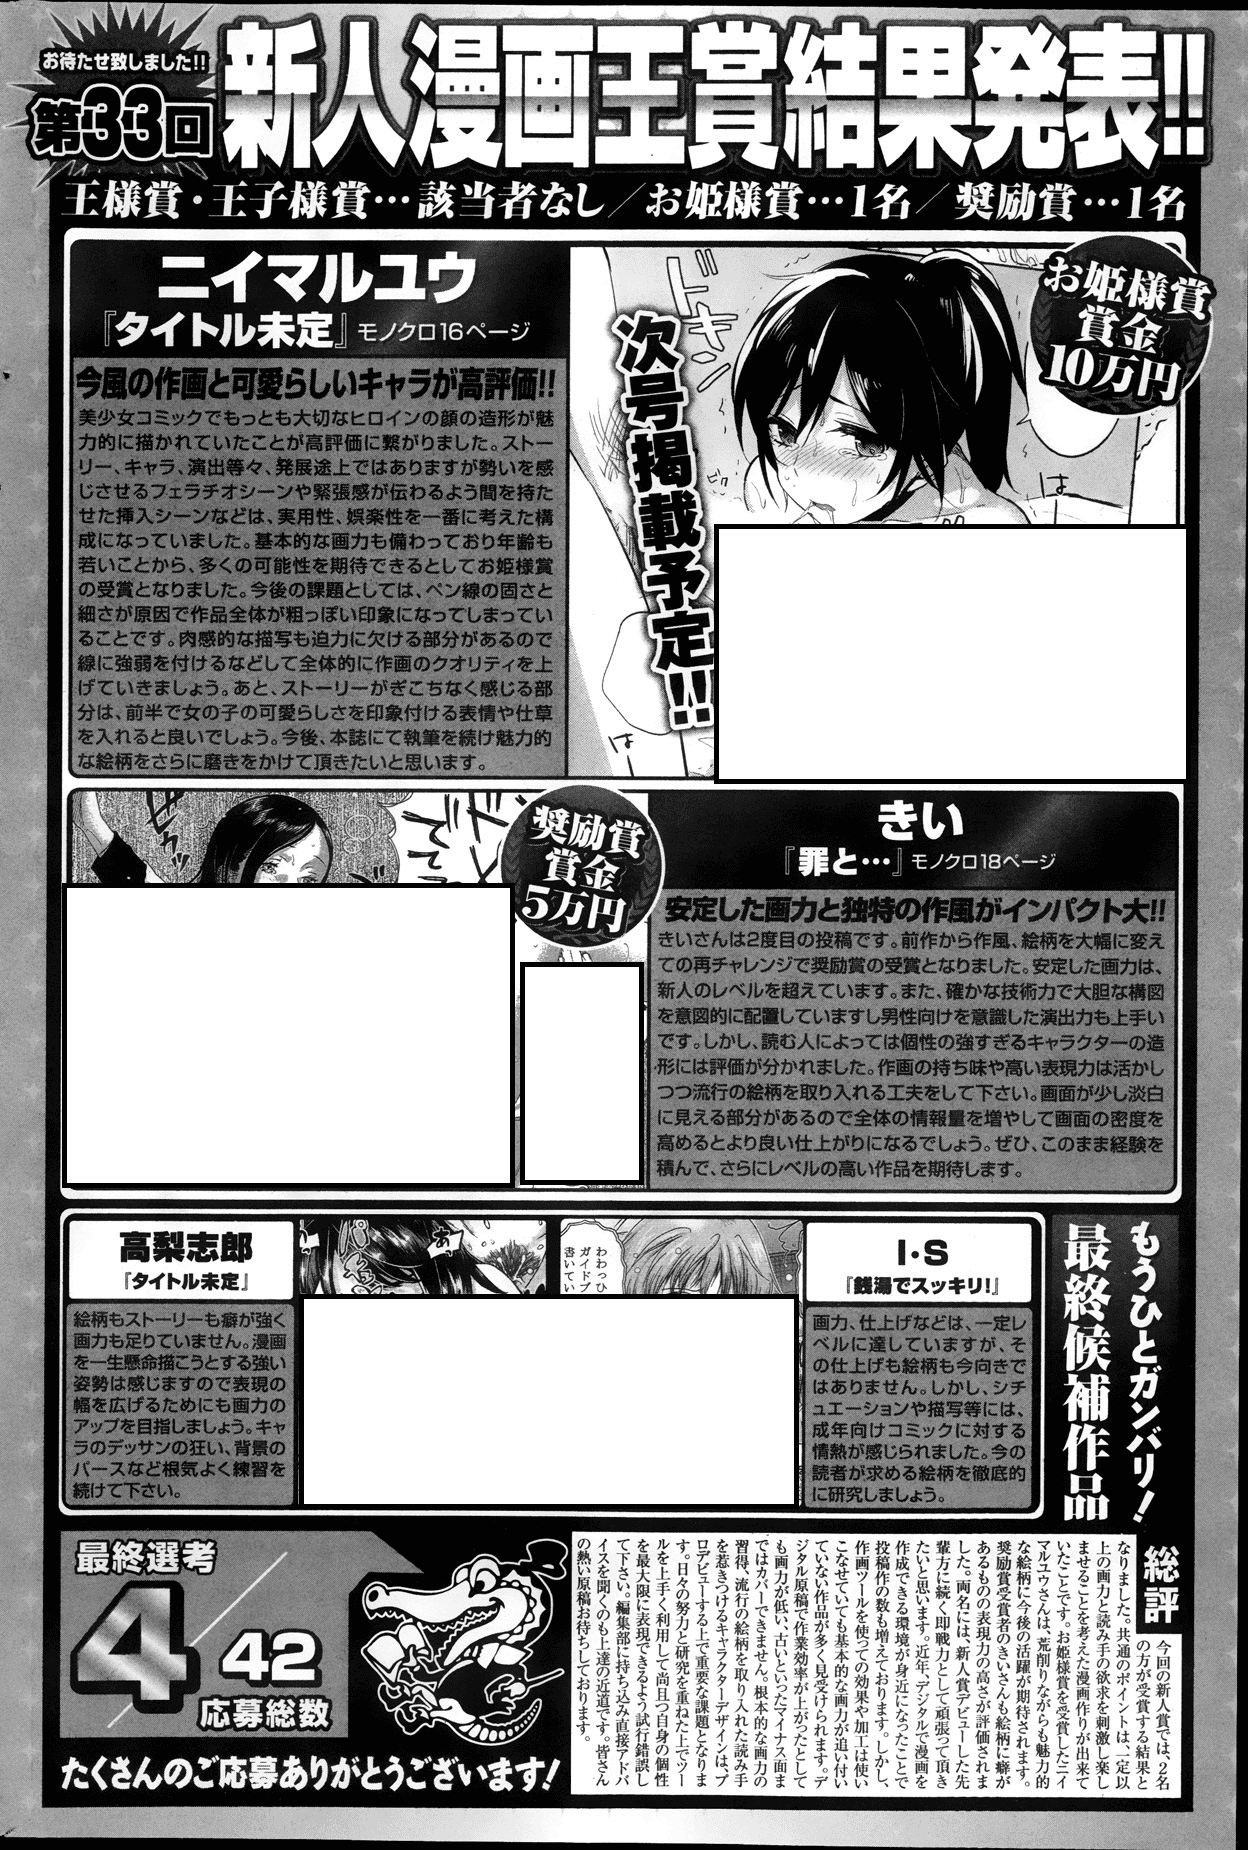 お待たせ致しました!!
第33回
新人漫画王賞結果発表!!
王様賞・王子様賞…該当者なし／お姫様賞…1名／奨励賞…1名
ニイマルユウ
『タイトル未定』モノクロ16ページ
今風の作画と可愛らしいキャラが高評価!!
美少女コミックでもっとも大切なヒロインの顔の造形が魅
力的に描かれていたことが高評価に繋がりました。ストー
リー、キャラ、演出等々、発展途上ではありますが勢いを感
じさせるフェラチオシーンや緊張感が伝わるよう間を持た
せた挿入シーンなどは、実用性、娯楽性を一番に考えた構
成になっていました。基本的な画力も備わっており年齢も
若いことから、多くの可能性を期待できるとしてお姫様賞
の受賞となりました。今後の課題としては、ペン線の固さと
細さが原因で作品全体が粗っぽい印象になってしまってい
ることです。肉感的な描写も迫力に欠ける部分があるので
線に強弱を付けるなどして全体的に作画のクオリティを上
げていきましょう。あと、ストーリーがぎこちなく感じる部
分は、前半で女の子の可愛らしさを印象付ける表情や仕草
を入れると良いでしょう。今後、本誌にて執筆を続け魅力的
な絵柄をさらに磨きをかけて頂きたいと思います。
お姫様賞
賞金
10万円
ドキン
次号掲載予定!!
は
は
奨励賞
賞金
5万円
きい
『罪と…』モノクロ18ページ
安定した画力と独特の作風がインパクト大!!
きいさんは2度目の投稿です。前作から作風、絵柄を大幅に変え
ての再チャレンジで奨励賞の受賞となりました。安定した画力は、
新人のレベルを超えています。また、確かな技術力で大胆な構図
を意図的に配置していますし男性向けを意識した演出力も上手い
です。しかし、読む人によっては個性の強すぎるキャラクターの造
形には評価が分かれました。作画の持ち味や高い表現力は活かし
つつ流行の絵柄を取り入れる工夫をして下さい。画面が少し淡白
に見える部分があるので全体の情報量を増やして画面の密度を
高めるとより良い仕上がりになるでしょう。ぜひ、このまま経験を
積んで、さらにレベルの高い作品を期待します。
もうひとガンバリ!
最終候補作品
高梨志郎
『タイトル未定』
絵柄もストーリーも癖が強く
画力も足りていません。漫画
を一生懸命描こうとする強い
姿勢は感じますので表現の
幅を広げるためにも画力の
アップを目指しましょう。キャ
ラのデッサンの狂い、背景の
パースなど根気よく練習を
続けて下さい。
わわっひ
ガイドブ
書いてい
I・S
『銭湯でスッキリ!』
画力、仕上げなどは、一定レ
ベルに達していますが、そ
の仕上げも絵柄も今向きで
はありません。しかし、シチ
ュエーションや描写等には、
成年向けコミックに対する
情熱が感じられました。今の
読者が求める絵柄を徹底的
に研究しましょう。
最終選考
4
42
応募総数
たくさんのご応募ありがとうございます!
総評
今回の新人賞では、2名
の方が受賞する結果と
なりました。共通のポイントは、一定以
上の画力と読み手の欲求を刺激し楽し
ませることを考えた漫画作りが出来て
いたことです。お姫様賞を受賞したニイ
マルユウさんは、荒削りながらも魅力的
な絵柄に今後の活躍が期待されます。
奨励賞受賞者のきいさんも絵柄に癖が
あるものの表現力の高さが評価されま
した。両名には、新人賞デビューした先
輩方に続く即戦力として頑張って頂き
たいと思います。近年、デジタルで漫画を
作成できる環境が身近になったことで
投稿作の数も増えております。しかし、
作画ツールを使っての効果や加工は使い
こなせていても基本的な画力が追い付い
ていない作品が多く見受けられます。デ
ジタル原稿で作業効率が上がったとして
も画力が低い、古いといったマイナス面ま
ではカバーできません。根本的な画力の
習得、流行の絵柄を取り入れた読み手
を惹きつけるキャラクターデザインは、プ
ロデビューする上で重要な課題となりま
す。日々の努力と研究を重ねた上でツー
ルを上手く利用して尚且つ自身の個性
を最大限に表現できるよう試行錯誤し
て下さい。編集部に持ち込み直接アドバ
イスを聞くのも上達の近道です。皆さん
の熱い原稿お待ちしております。